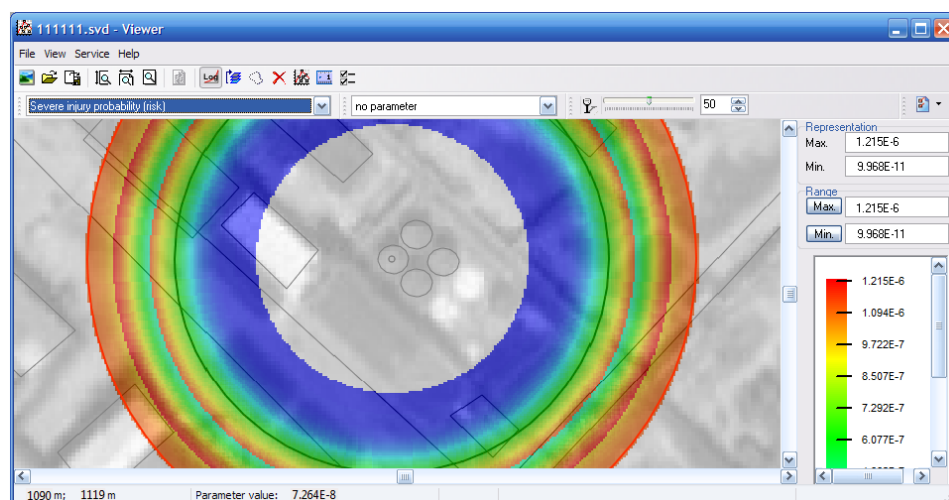 111111.svd - Viewer
File View Service Help
Log
Severe injury probability (risk) no parameter 50
Representation
Max. 1.215E-6
Min. 9.968E-11
Range
Max. 1.215E-6
Min. 9.968E-11
1.215E-6
1.094E-6
9.722E-7
8.507E-7
7.292E-7
6.077E-7
1090 m; 1119 m Parameter value: 7.264E-8